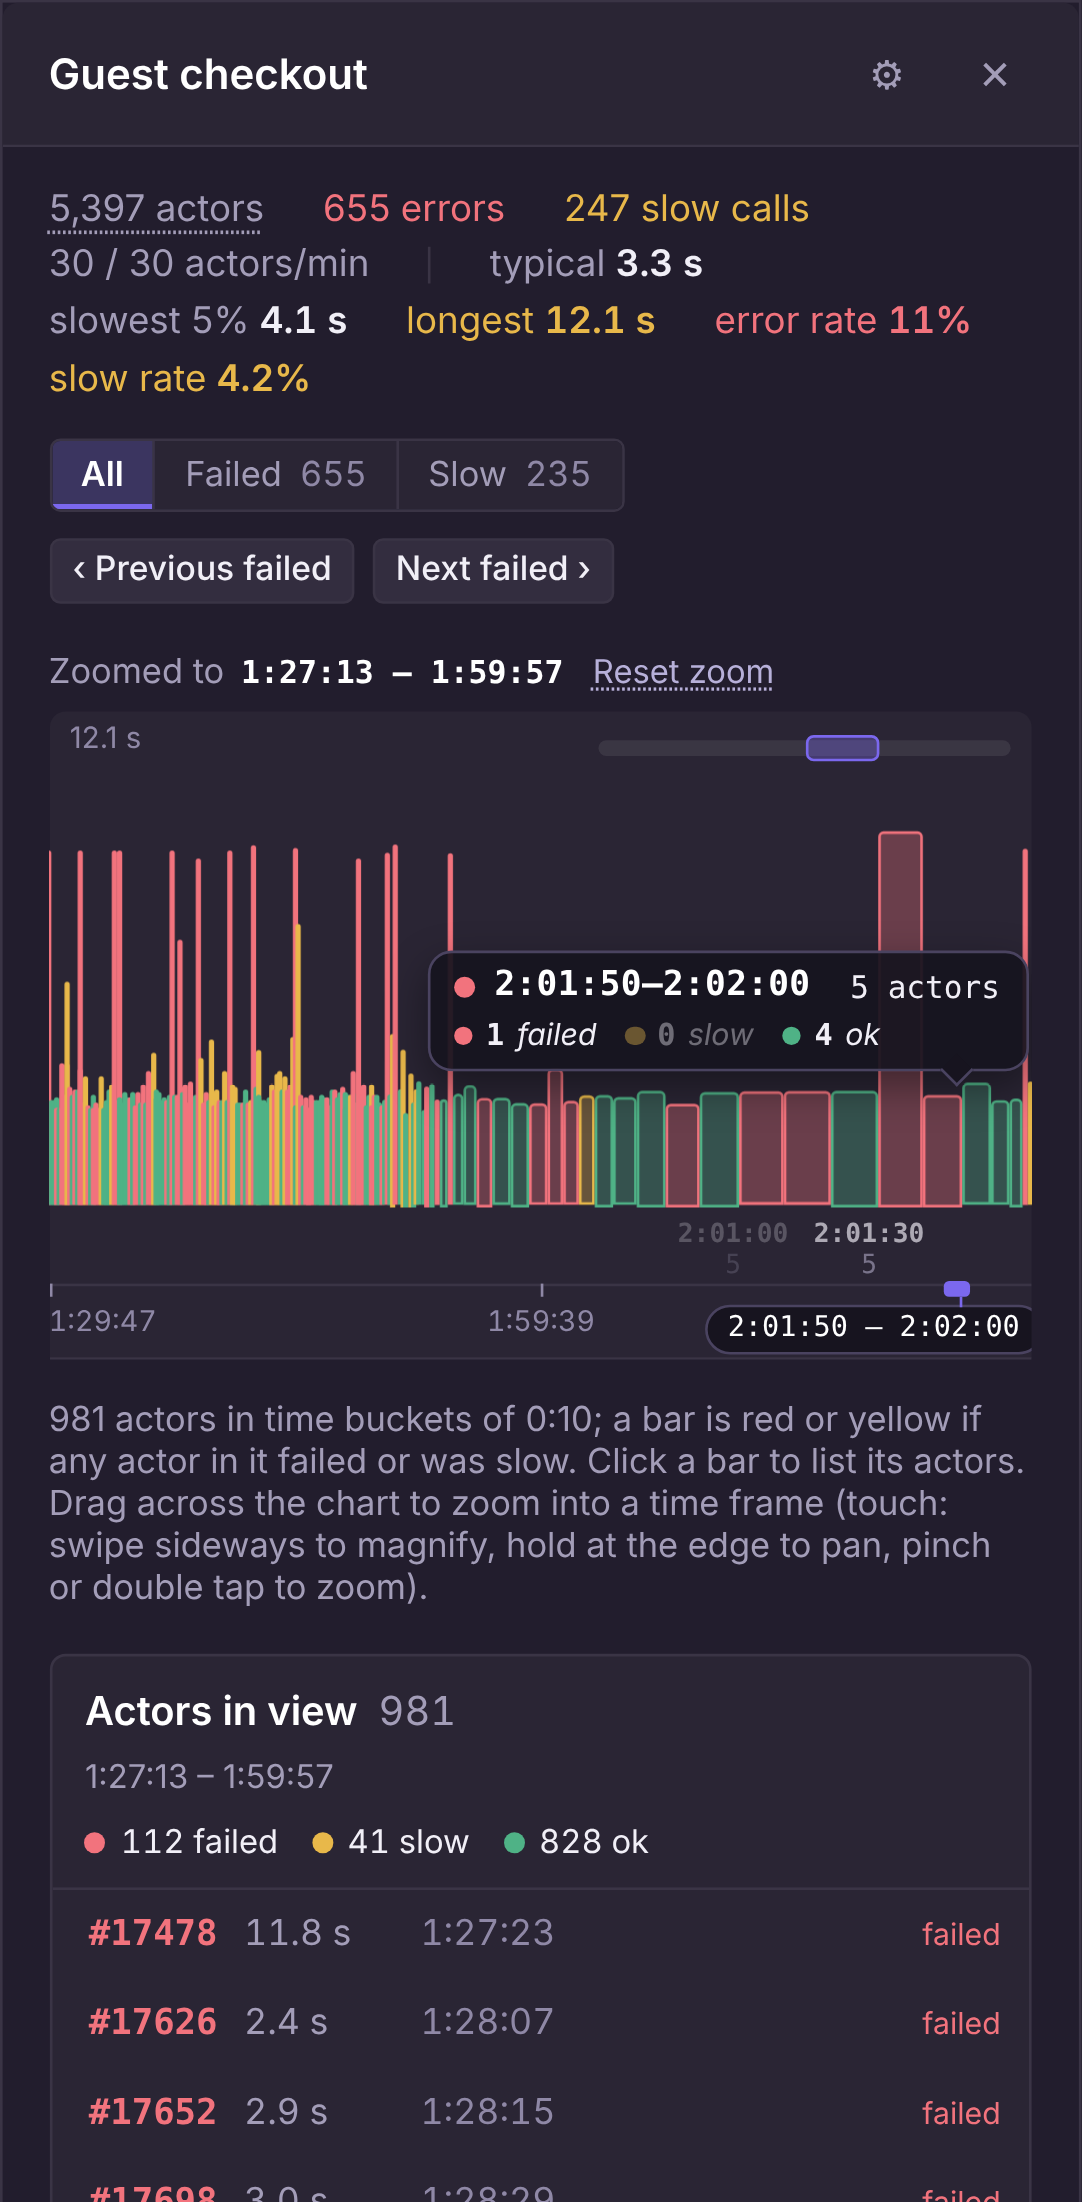 Guest checkout
5,397 actors 655 errors 247 slow calls
30 / 30 actors/min typical 3.3 s
slowest 5% 4.1 s longest 12.1 s error rate 11%
slow rate 4.2%
All Failed 655 Slow 235
‹ Previous failed Next failed ›
Zoomed to 1:27:13 – 1:59:57 Reset zoom
12.1 s
2:01:50–2:02:00 5 actors
1 failed 0 slow 4 ok
2:01:00 2:01:30
5 5
1:29:47 1:59:39 2:01:50 – 2:02:00
981 actors in time buckets of 0:10; a bar is red or yellow if
any actor in it failed or was slow. Click a bar to list its actors.
Drag across the chart to zoom into a time frame (touch:
swipe sideways to magnify, hold at the edge to pan, pinch
or double tap to zoom).
Actors in view 981
1:27:13 – 1:59:57
112 failed 41 slow 828 ok
#17478 11.8 s 1:27:23 failed
#17626 2.4 s 1:28:07 failed
#17652 2.9 s 1:28:15 failed
#17698 3.0 s 1:28:29 failed